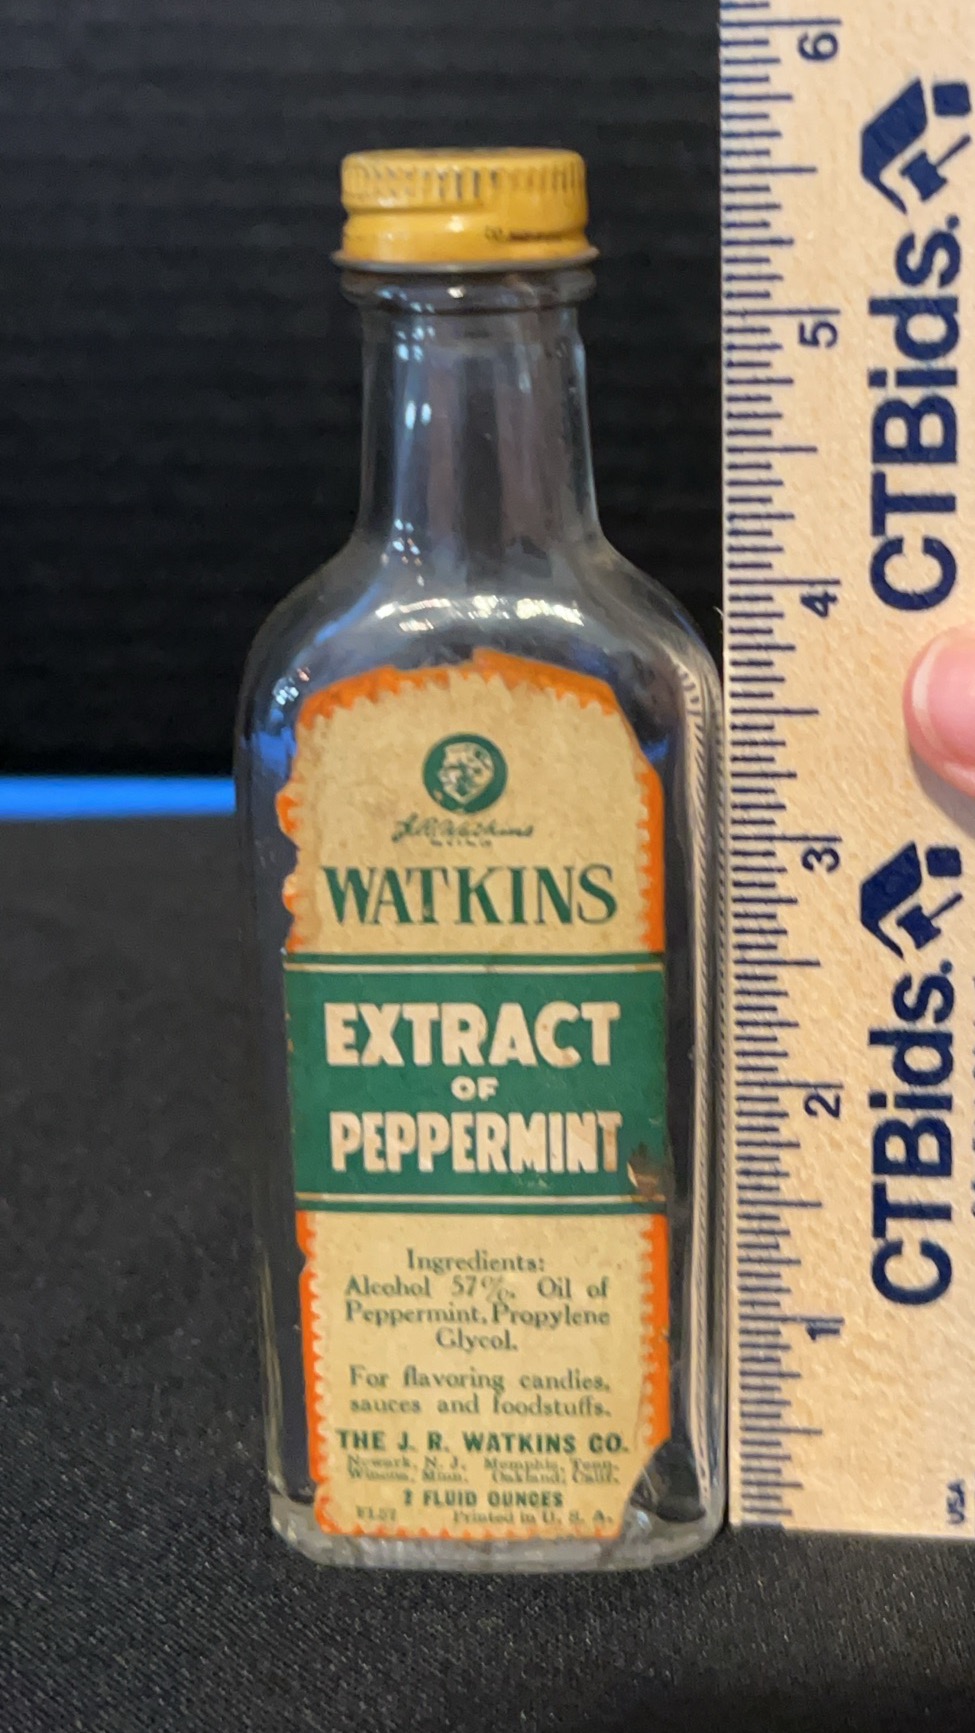 J.R. Watkins
WATKINS
EXTRACT
OF
PEPPERMINT
Ingredients:
Alcohol 57%. Oil of
Peppermint, Propylene
Glycol.
For flavoring candies,
sauces and foodstuffs.
THE J. R. WATKINS CO.
Newark, N. J. Memphis, Tenn.
Winona, Minn. Oakland, Calif.
2 FLUID OUNCES
Printed in U. S. A.
6
5
4
3
2
1
CTBids.
CTBids.
USA